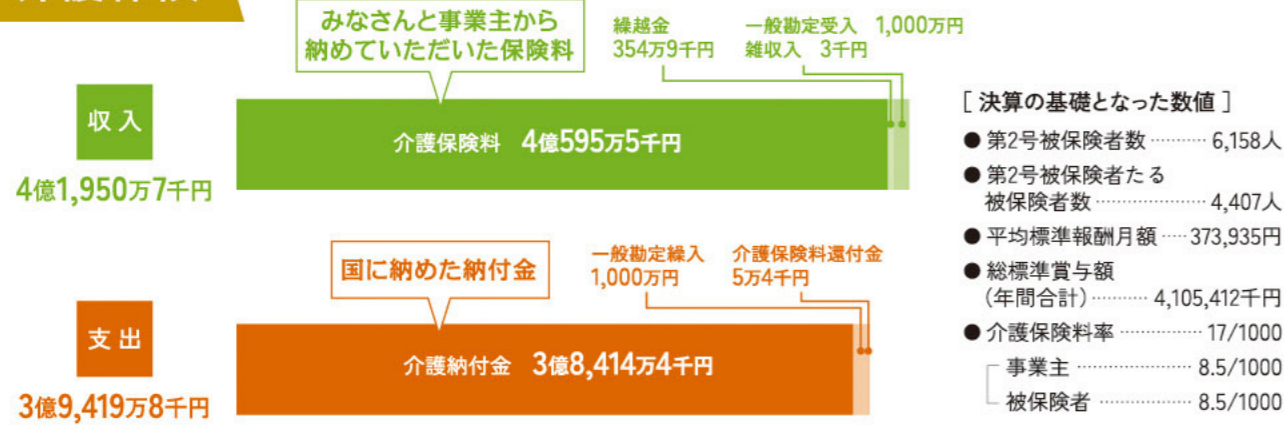 みなさんと事業主から
納めていただいた保険料
繰越金
354万9千円
一般勘定受入 1,000万円
雑収入 3千円
収入
4億1,950万7千円
介護保険料 4億595万5千円
国に納めた納付金
一般勘定繰入
1,000万円
介護保険料還付金
5万4千円
支出
3億9,419万8千円
介護納付金 3億8,414万4千円
[ 決算の基礎となった数値 ]
● 第2号被保険者数 ………… 6,158人
● 第2号被保険者たる
被保険者数 ………………… 4,407人
● 平均標準報酬月額 ····· 373,935円
● 総標準賞与額
(年間合計) ·········· 4,105,412千円
● 介護保険料率 …………… 17/1000
事業主 ………………… 8.5/1000
被保険者 ……………… 8.5/1000